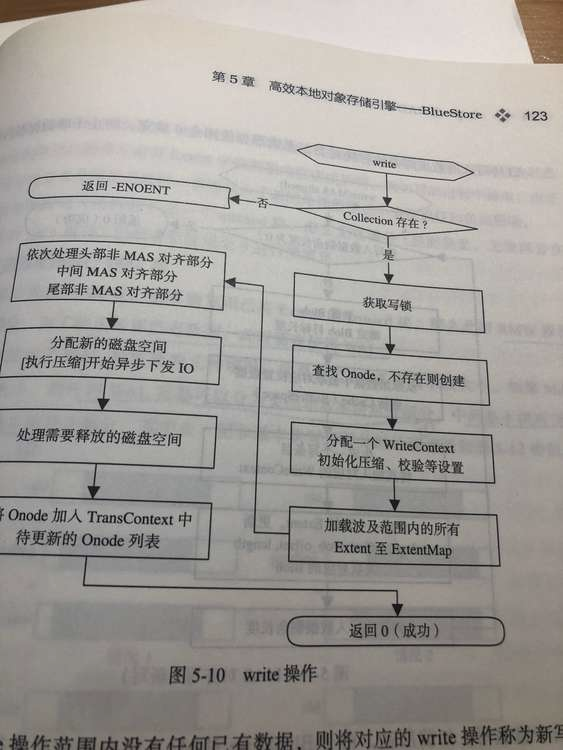 第 5 章 高效本地对象存储引擎——BlueStore ❖ 123
write
Collection 存在？
否
返回 -ENOENT
是
获取写锁
查找 Onode，不存在则创建
分配一个 WriteContext
初始化压缩、校验等设置
加载波及范围内的所有
Extent 至 ExtentMap
依次处理头部非 MAS 对齐部分
中间 MAS 对齐部分
尾部非 MAS 对齐部分
分配新的磁盘空间
[执行压缩]开始异步下发 IO
处理需要释放的磁盘空间
将 Onode 加入 TransContext 中
待更新的 Onode 列表
返回 0（成功）
图 5-10 write 操作
操作范围内没有任何已有数据，则将对应的 write 操作称为新写